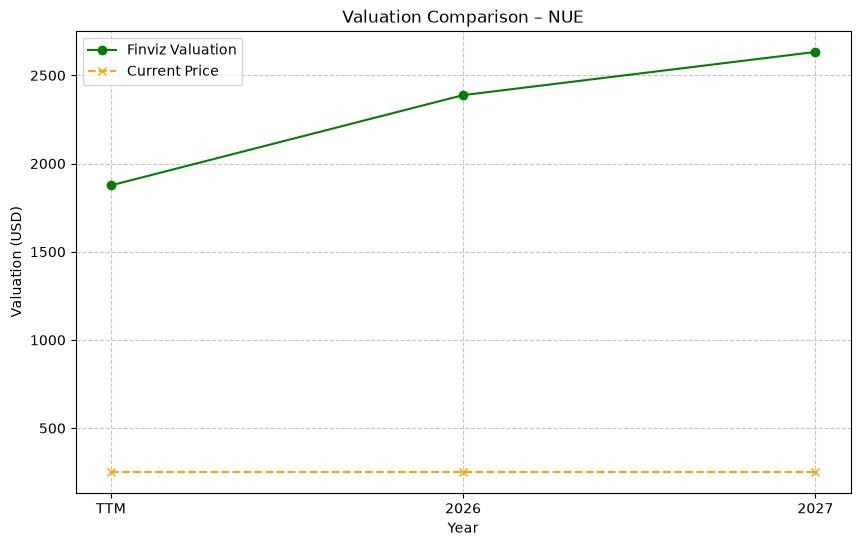 Valuation Comparison – NUE
Finviz Valuation
Current Price
Valuation (USD)
2500
2000
1500
1000
500
TTM
2026
2027
Year